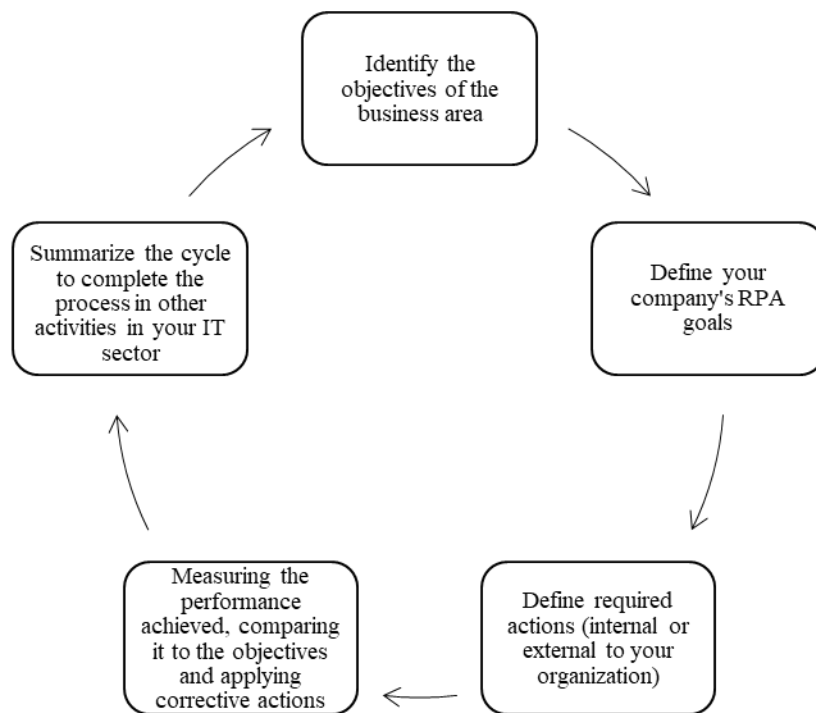 Identify the
objectives of the
business area
Define your
company's RPA
goals
Define required
actions (internal or
external to your
organization)
Measuring the
performance
achieved, comparing
it to the objectives
and applying
corrective actions
Summarize the cycle
to complete the
process in other
activities in your IT
sector